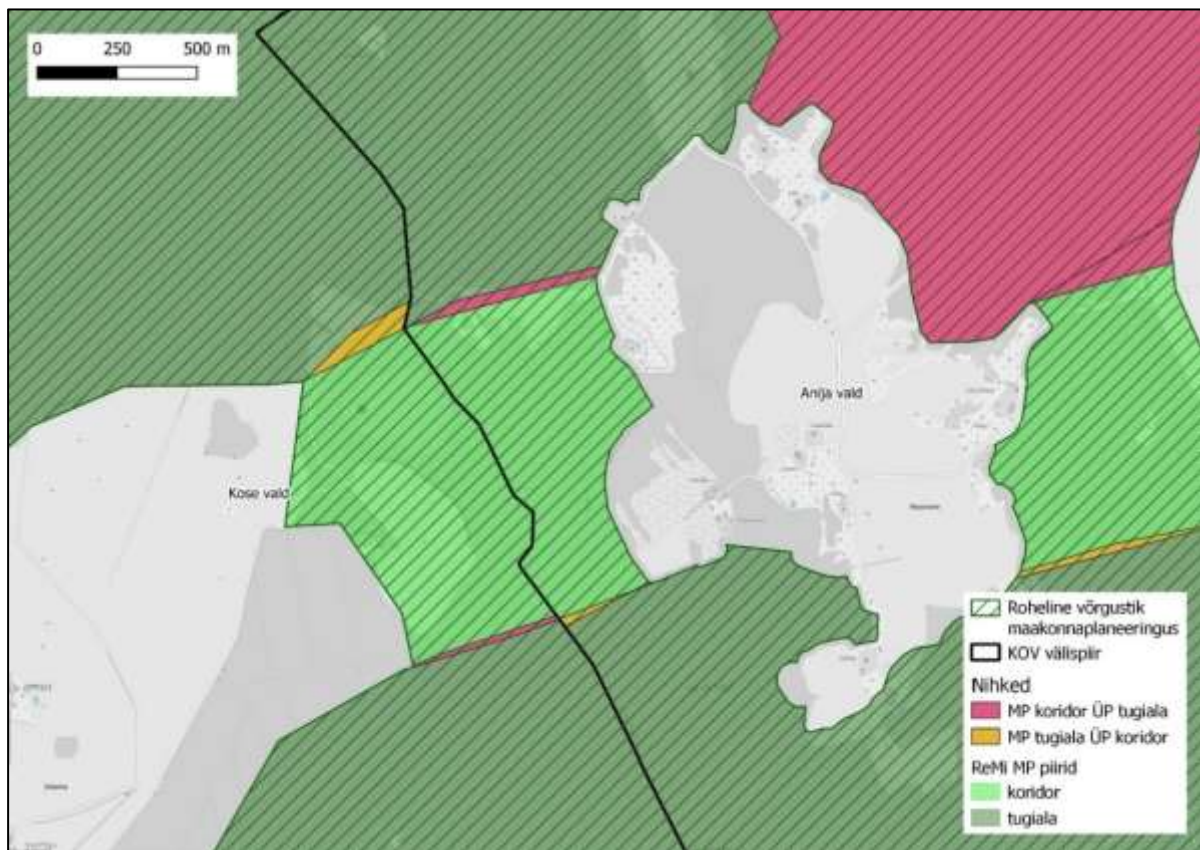 0 250 500 m
Anija vald
Kose vald
Roheline võrgustik
maakonnaplaneeringus
KOV välispiir
Nihked
MP koridor ÜP tugiala
MP tugiala ÜP koridor
ReMi MP piirid
koridor
tugiala